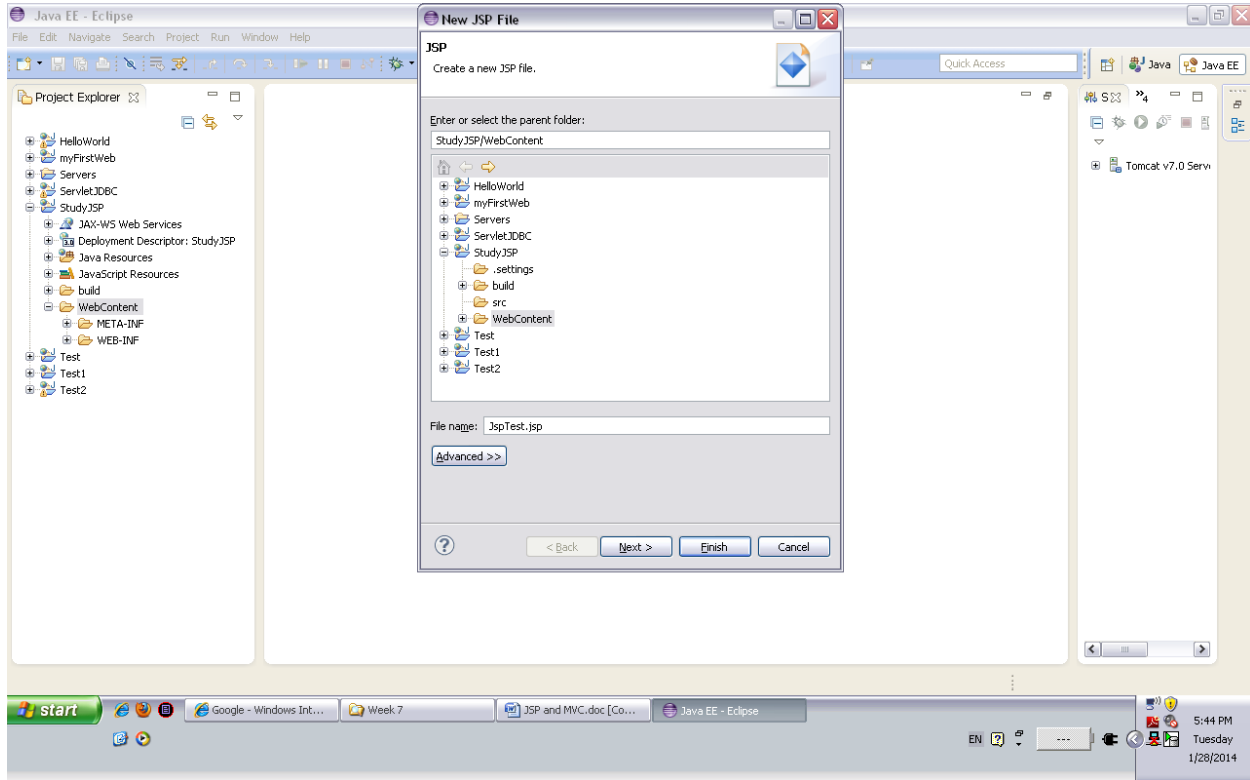 Java EE - Eclipse
File Edit Navigate Search Project Run Window Help
Quick Access
Java
Java EE
Project Explorer
HelloWorld
myFirstWeb
Servers
ServletJDBC
StudyJSP
JAX-WS Web Services
Deployment Descriptor: StudyJSP
Java Resources
JavaScript Resources
build
WebContent
META-INF
WEB-INF
Test
Test1
Test2
New JSP File
JSP
Create a new JSP file.
Enter or select the parent folder:
StudyJSP/WebContent
HelloWorld
myFirstWeb
Servers
ServletJDBC
StudyJSP
.settings
build
src
WebContent
Test
Test1
Test2
File name: JspTest.jsp
Advanced >>
< Back Next > Finish Cancel
S
4
Tomcat v7.0 Serv
start
Google - Windows Int...
Week 7
JSP and MVC.doc [Co...
Java EE - Eclipse
EN
5:44 PM
Tuesday
1/28/2014